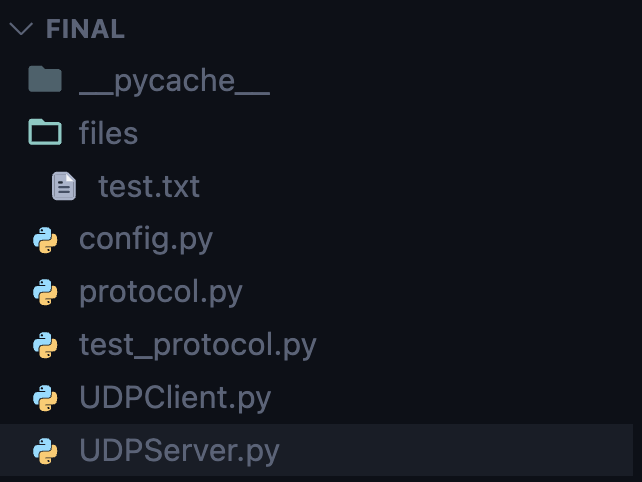 FINAL
__pycache__
files
test.txt
config.py
protocol.py
test_protocol.py
UDPClient.py
UDPServer.py